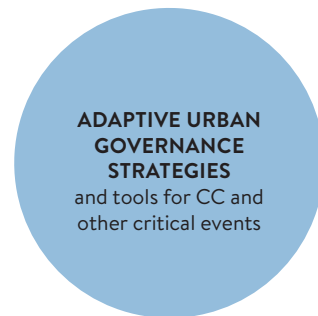 ADAPTIVE URBAN
GOVERNANCE
STRATEGIES
and tools for CC and
other critical events